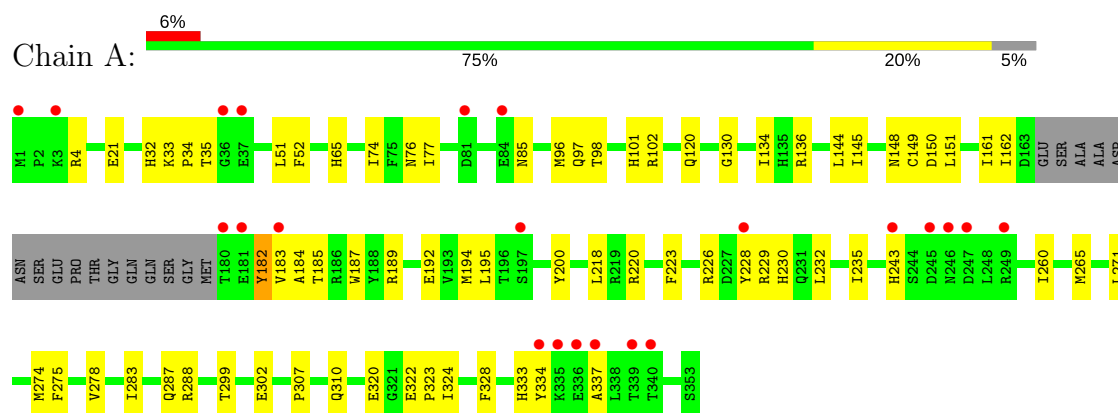 6%
Chain A:
75% 20% 5%
M1 P2 K3 R4 E21 H32 K33 P34 T35 G36 E37 L51 F52 H65 I74 F75 N76 I77 D81 E84 N85 M96 Q97 T98 H101 R102 Q120 G130 I134 H135 R136 L144 I145 N148 C149 D150 L151 I161 I162 D163 GLU SER ALA ALA ASP
ASN SER GLU PRO THR GLY GLN GLN SER GLY MET T180 E181 Y182 V183 A184 T185 R186 W187 Y188 R189 E192 V193 M194 L195 T196 S197 Y200 L218 R219 R220 F223 R226 D227 Y228 R229 H230 Q231 L232 I235 H243 S244 D245 N246 D247 L248 R249 I260 M265 L271
M274 F275 V278 I283 Q287 R288 T299 E302 P307 Q310 E320 G321 E322 P323 I324 F328 H333 Y334 K335 E336 A337 L338 T339 T340 S353